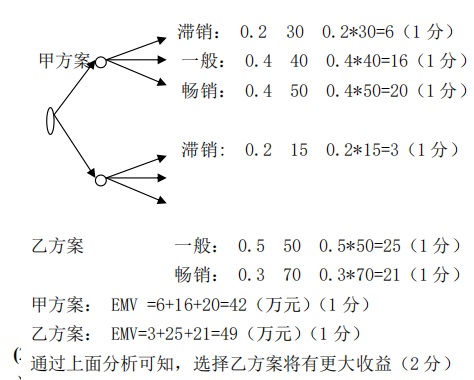 滞销: 0.2 30 0.2*30=6（1 分）
甲方案 一般: 0.4 40 0.4*40=16（1 分）
畅销: 0.4 50 0.4*50=20（1 分）
滞销: 0.2 15 0.2*15=3（1 分）
乙方案 一般: 0.5 50 0.5*50=25（1 分）
畅销: 0.3 70 0.3*70=21（1 分）
甲方案: EMV =6+16+20=42（万元）（1 分）
乙方案: EMV=3+25+21=49（万元）（1 分）
通过上面分析可知，选择乙方案将有更大收益（2 分）